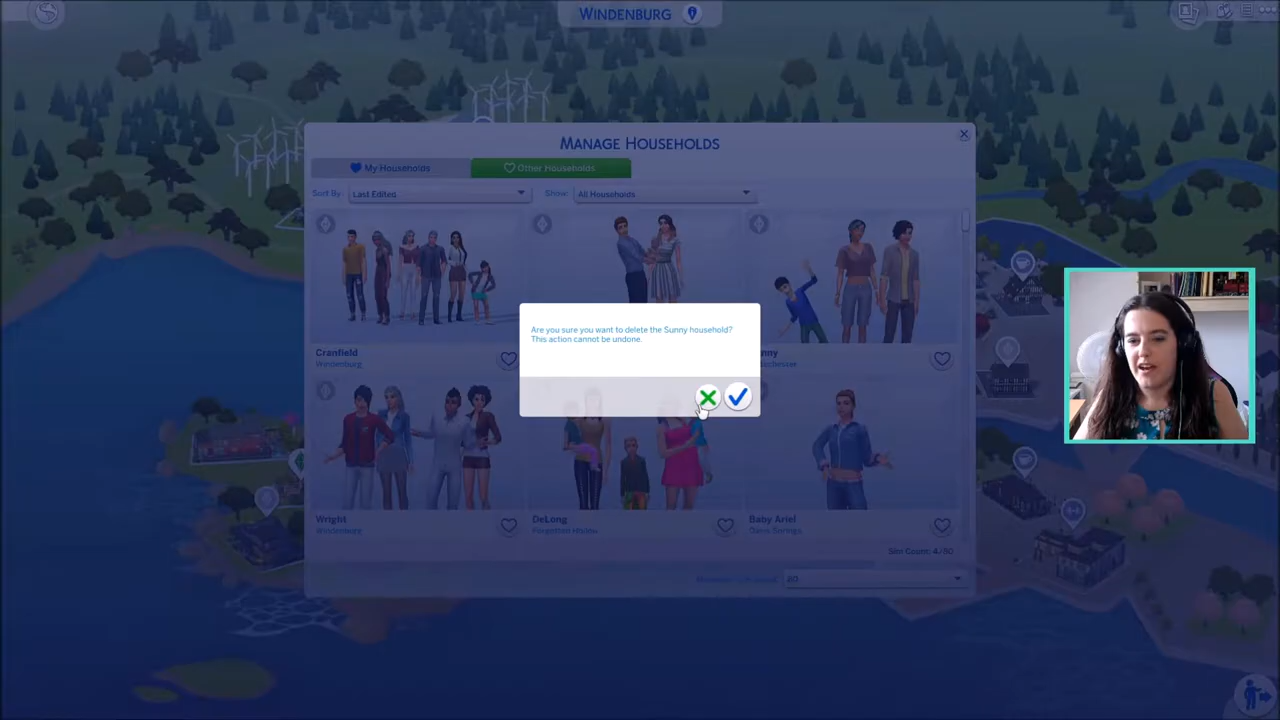 WINDENBURG
MANAGE HOUSEHOLDS
My Households
Other Households
Sort By: Last Edited
Show: All Households
Are you sure you want to delete the Sunny household?
This action cannot be undone.
Cranfield
Windenburg
nny
Wright
Windenburg
DeLong
Forgotten Hollow
Baby Ariel
Oasis Springs
80